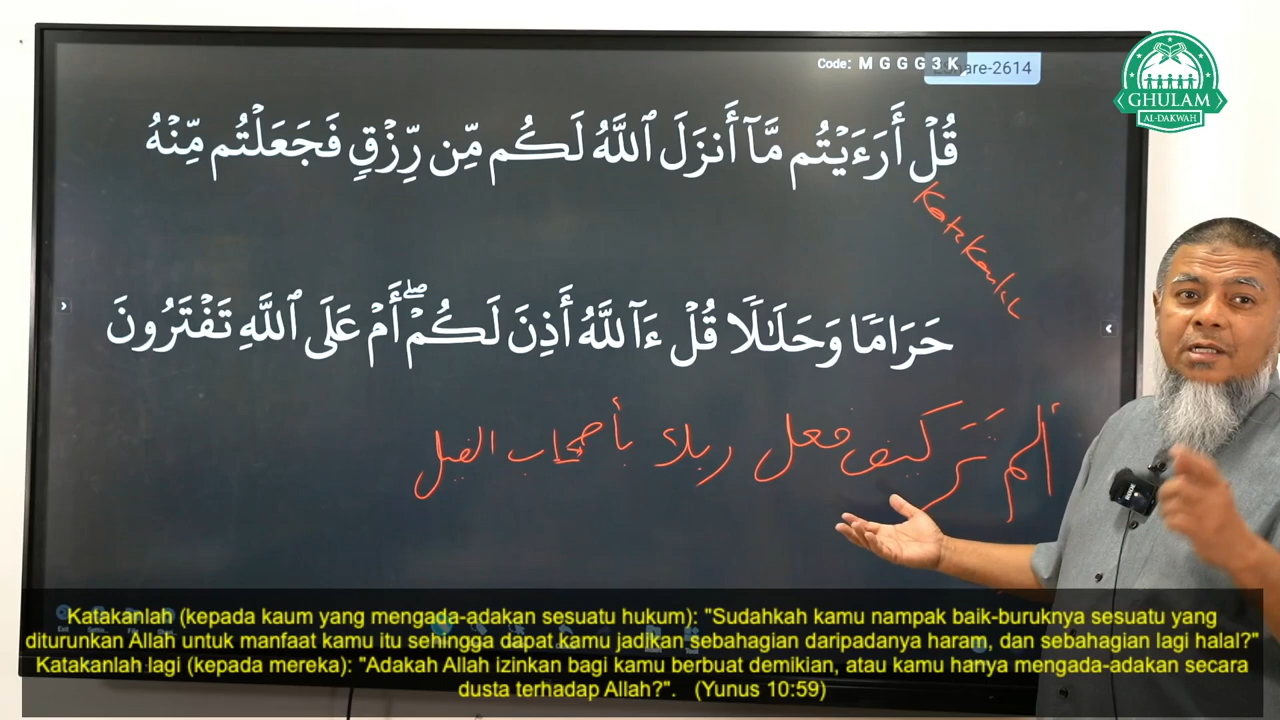 Code: M G G G 3 K
are-2614
GHULAM
AL-DAKWAH
قُلْ أَرَءَيْتُم مَّآ أَنزَلَ ٱللَّهُ لَكُم مِّن رِّزْقٍ فَجَعَلْتُم مِّنْهُ
Katakanlah
حَرَامًا وَحَلَٰلًا قُلْ ءَآللَّهُ أَذِنَ لَكُمْ ۖ أَمْ عَلَى ٱللَّهِ تَفْتَرُونَ
ألم تَرَ كيف فعل ربك بأصحاب الفيل
Katakanlah (kepada kaum yang mengada-adakan sesuatu hukum): "Sudahkah kamu nampak baik-buruknya sesuatu yang
diturunkan Allah untuk manfaat kamu itu sehingga dapat kamu jadikan sebahagian daripadanya haram, dan sebahagian lagi halal?"
Katakanlah lagi (kepada mereka): "Adakah Allah izinkan bagi kamu berbuat demikian, atau kamu hanya mengada-adakan secara
dusta terhadap Allah?". (Yunus 10:59)